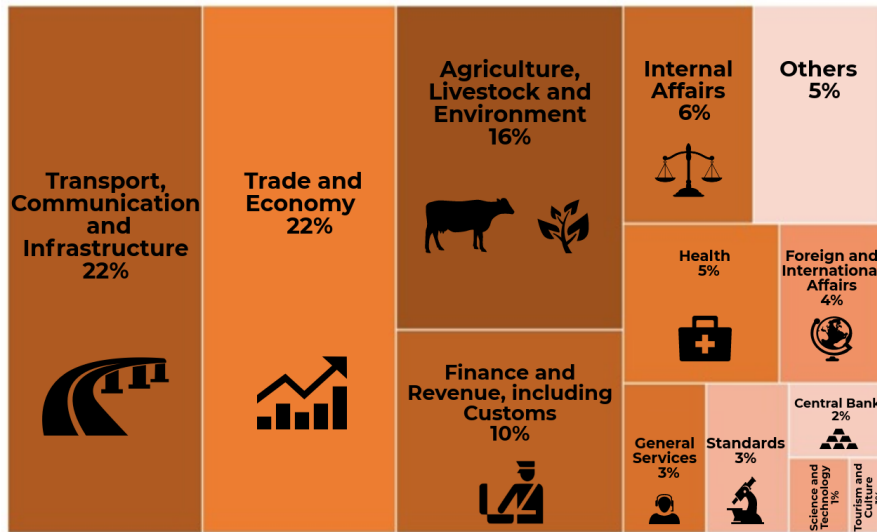 Transport,
Communication
and
Infrastructure
22%
Trade and
Economy
22%
Agriculture,
Livestock and
Environment
16%
Finance and
Revenue, including
Customs
10%
Internal
Affairs
6%
Others
5%
Health
5%
Foreign and
Internationa
Affairs
4%
General
Services
3%
Standards
3%
Central Bank
2%
Science and
Technology
1%
Tourism and
Culture